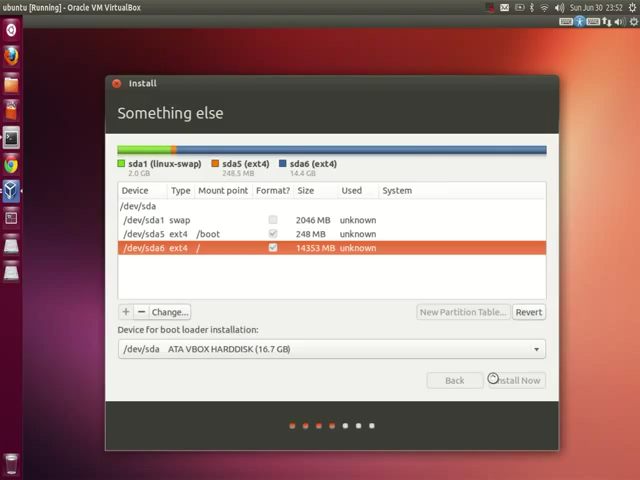 ubuntu [Running] - Oracle VM VirtualBox
Sun Jun 30 23:52
Install
Something else
sda1 (linux-swap) sda5 (ext4) sda6 (ext4)
2.0 GB 248.5 MB 14.4 GB
Device Type Mount point Format? Size Used System
/dev/sda
/dev/sda1 swap 2046 MB unknown
/dev/sda5 ext4 /boot 248 MB unknown
/dev/sda6 ext4 / 14353 MB unknown
+ − Change... New Partition Table... Revert
Device for boot loader installation:
/dev/sda ATA VBOX HARDDISK (16.7 GB)
Back Install Now